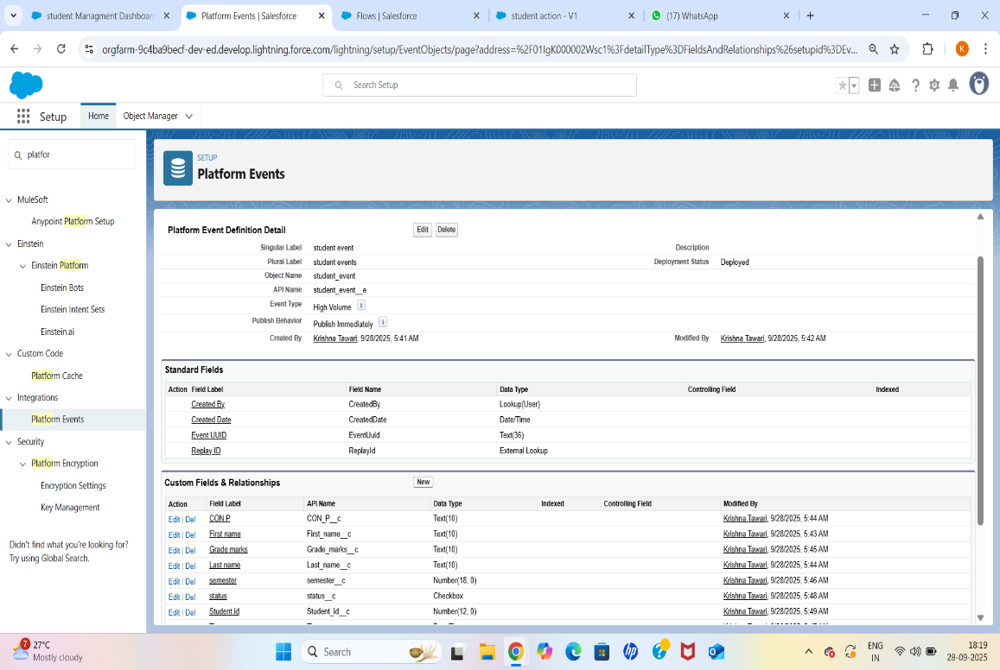 student Managment Dashboard
Platform Events | Salesforce
Flows | Salesforce
student action - V1
(17) WhatsApp
orgfarm-9c4ba9becf-dev-ed.develop.lightning.force.com/lightning/setup/EventObjects/page?address=%2F01IgK000002Wsc1%3FdetailType%3DFieldsAndRelationships%26setupid%3DEv...
K
Search Setup
Setup
Home
Object Manager
platfor
MuleSoft
Anypoint Platform Setup
Einstein
Einstein Platform
Einstein Bots
Einstein Intent Sets
Einstein.ai
Custom Code
Platform Cache
Integrations
Platform Events
Security
Platform Encryption
Encryption Settings
Key Management
Didn't find what you're looking for?
Try using Global Search.
SETUP
Platform Events
Platform Event Definition Detail Edit Delete
Singular Label student event Description
Plural Label student events Deployment Status Deployed
Object Name student_event
API Name student_event__e
Event Type High Volume i
Publish Behavior Publish Immediately i
Created By Krishna Tawari, 9/28/2025, 5:41 AM Modified By Krishna Tawari, 9/28/2025, 5:42 AM
Standard Fields
Action Field Label Field Name Data Type Controlling Field Indexed
Created By CreatedBy Lookup(User)
Created Date CreatedDate Date/Time
Event UUID EventUuid Text(36)
Replay ID ReplayId External Lookup
Custom Fields & Relationships New
Action Field Label API Name Data Type Indexed Controlling Field Modified By
Edit | Del CON P CON_P__c Text(10) Krishna Tawari, 9/28/2025, 5:44 AM
Edit | Del First name First_name__c Text(10) Krishna Tawari, 9/28/2025, 5:43 AM
Edit | Del Grade marks Grade_marks__c Text(10) Krishna Tawari, 9/28/2025, 5:45 AM
Edit | Del Last name Last_name__c Text(10) Krishna Tawari, 9/28/2025, 5:44 AM
Edit | Del semester semester__c Number(18, 0) Krishna Tawari, 9/28/2025, 5:46 AM
Edit | Del status status__c Checkbox Krishna Tawari, 9/28/2025, 5:48 AM
Edit | Del Student id Student_id__c Number(12, 0) Krishna Tawari, 9/28/2025, 5:49 AM
7
27°C
Mostly cloudy
Search
hp
ENG
IN
18:19
28-09-2025